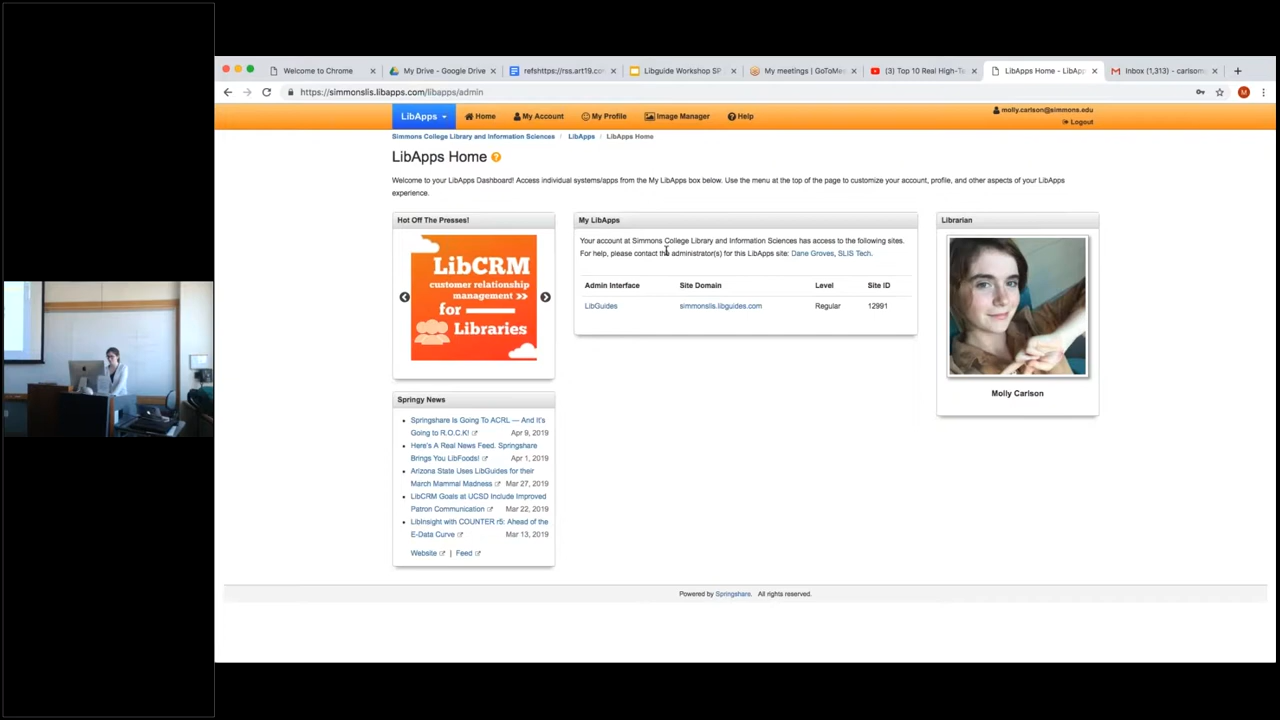 Welcome to Chrome
My Drive - Google Drive
refshttps://rss.art19.co
Libguide Workshop SP
My meetings | GoToMe
(3) Top 10 Real High-Te
LibApps Home - LibApp
Inbox (1,313) - carlsom
https://simmonslis.libapps.com/libapps/admin
M
LibApps
Home
My Account
My Profile
Image Manager
Help
molly.carlson@simmons.edu
Logout
Simmons College Library and Information Sciences / LibApps / LibApps Home
LibApps Home ?
Welcome to your LibApps Dashboard! Access individual systems/apps from the My LibApps box below. Use the menu at the top of the page to customize your account, profile, and other aspects of your LibApps
experience.
Hot Off The Presses!
LibCRM
customer relationship
management >>
for
Libraries
Springy News
Springshare Is Going To ACRL — And It's
Going to R.O.C.K! Apr 9, 2019
Here's A Real News Feed. Springshare
Brings You LibFoods! Apr 1, 2019
Arizona State Uses LibGuides for their
March Mammal Madness Mar 27, 2019
LibCRM Goals at UCSD Include Improved
Patron Communication Mar 22, 2019
LibInsight with COUNTER r5: Ahead of the
E-Data Curve Mar 13, 2019
Website | Feed
My LibApps
Your account at Simmons College Library and Information Sciences has access to the following sites.
For help, please contact the administrator(s) for this LibApps site: Dane Groves, SLIS Tech.
Admin Interface Site Domain Level Site ID
LibGuides simmonslis.libguides.com Regular 12991
Librarian
Molly Carlson
Powered by Springshare. All rights reserved.